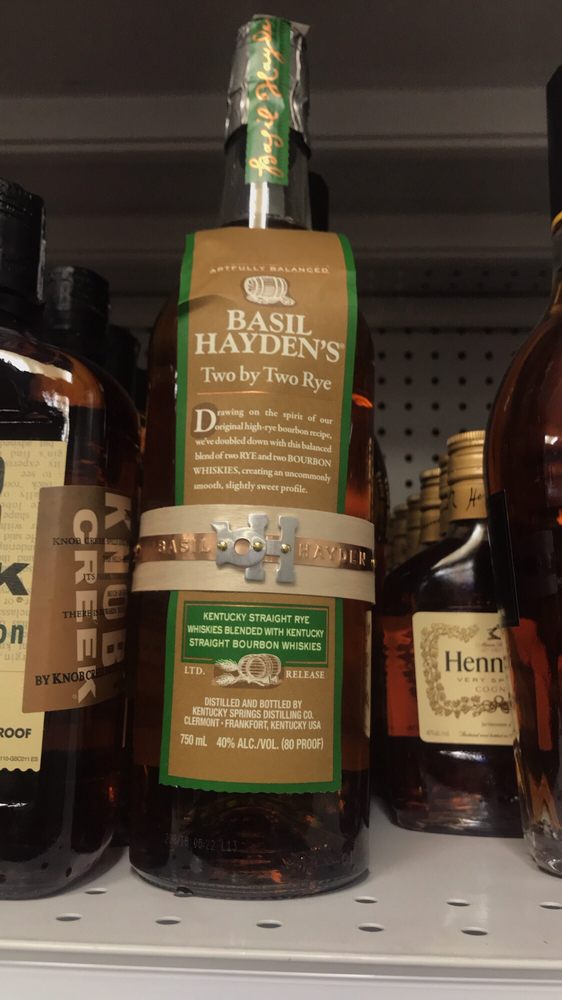 Basil Hayden
ARTFULLY BALANCED
BASIL
HAYDEN'S®
Two by Two Rye
Drawing on the spirit of our
original high-rye bourbon recipe,
we've doubled down with this balanced
blend of two RYE and two BOURBON
WHISKIES, creating an uncommonly
smooth, slightly sweet profile.
BASIL H HAYDEN
KENTUCKY STRAIGHT RYE
WHISKIES BLENDED WITH KENTUCKY
STRAIGHT BOURBON WHISKIES
LTD. RELEASE
DISTILLED AND BOTTLED BY
KENTUCKY SPRINGS DISTILLING CO.
CLERMONT • FRANKFORT, KENTUCKY USA
750 mL 40% ALC./VOL. (80 PROOF)
KNOB
CREEK
BY KNOB CREEK
K
on
ROOF
Henn
VERY SP
COGN